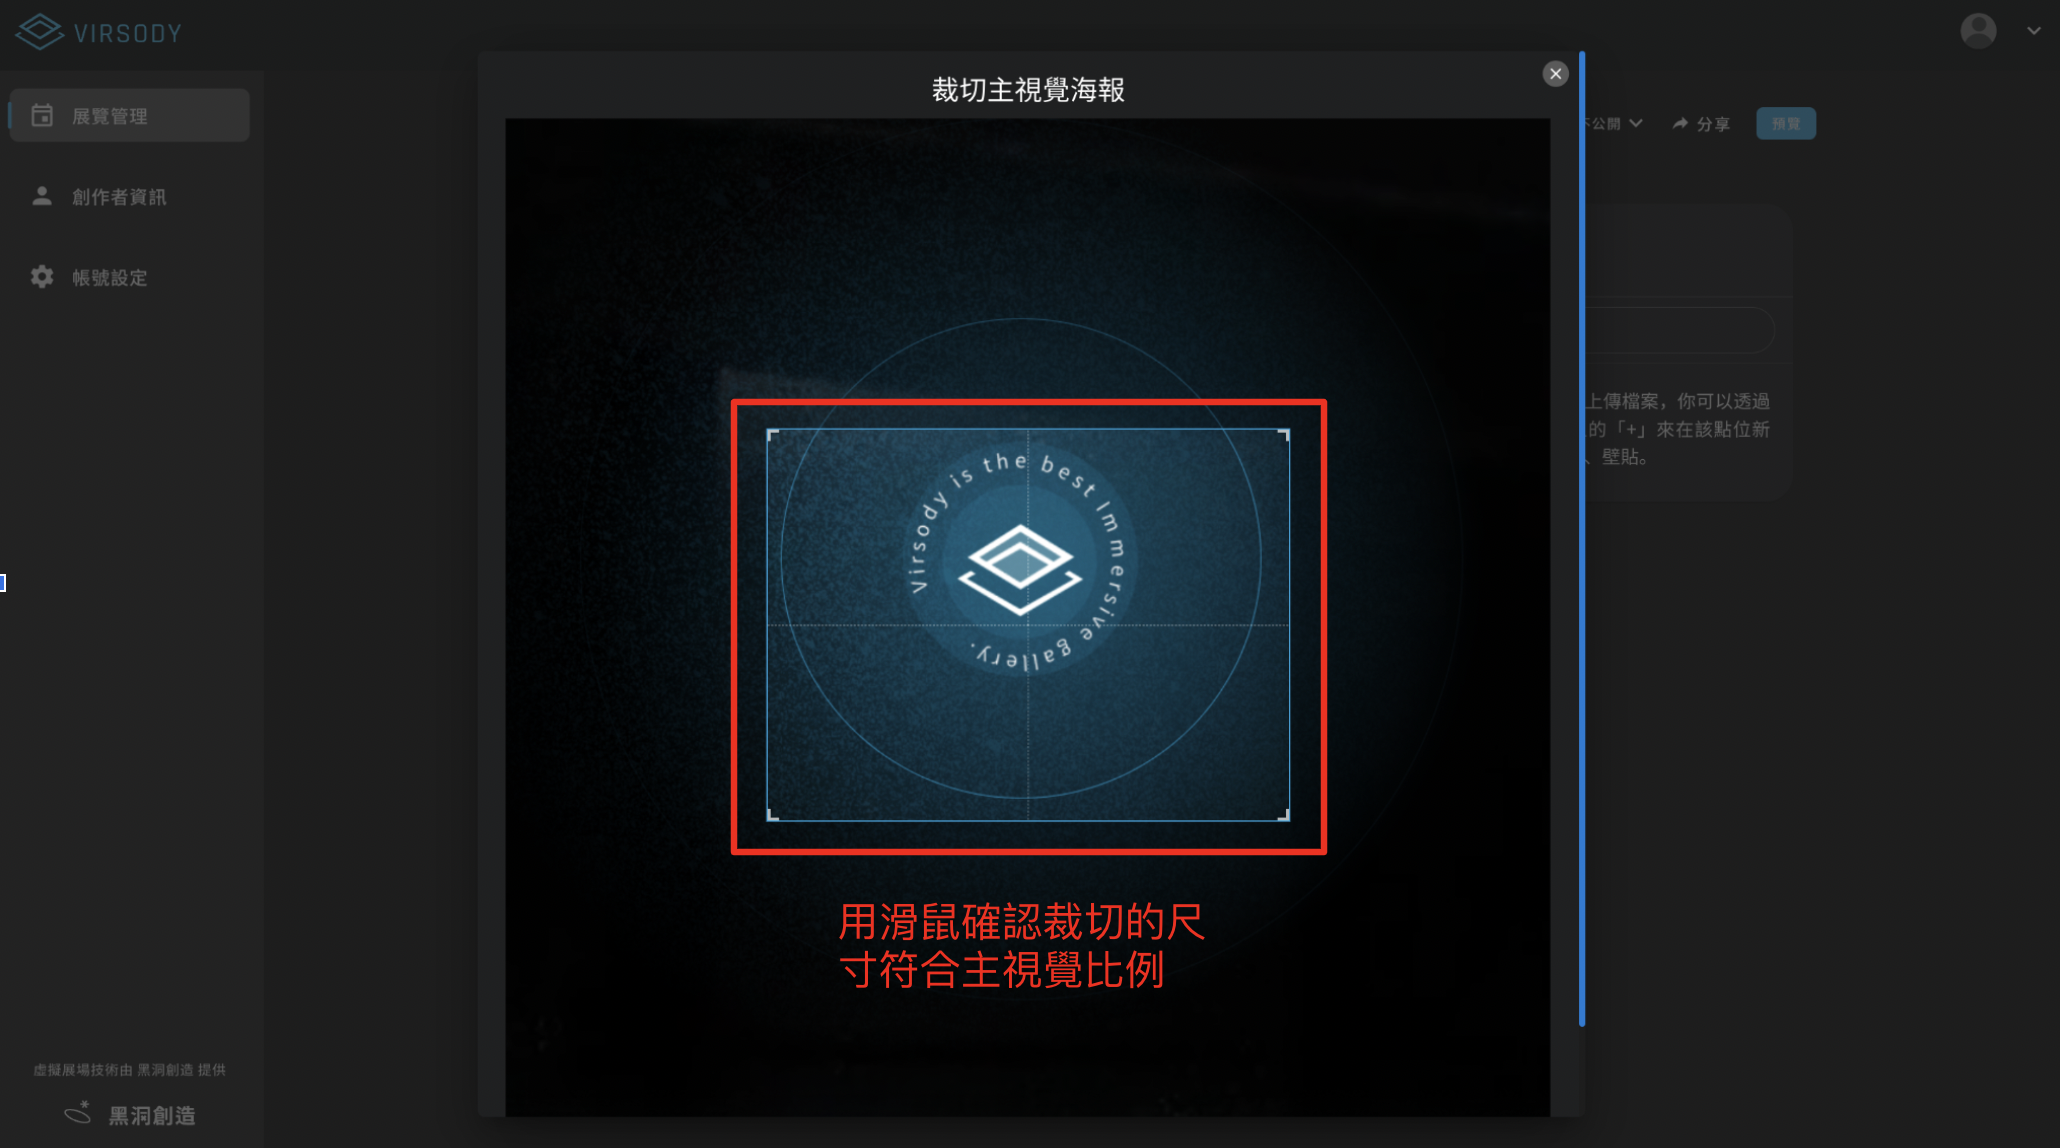 VIRSODY
裁切主視覺海報
展覽管理
公開
分享
預覽
創作者資訊
帳號設定
上傳檔案，你可以透過
的「+」來在該點位新
、壁貼。
Virsody is the best Immersive gallery.
用滑鼠確認裁切的尺
寸符合主視覺比例
虛擬展場技術由 黑洞創造 提供
黑洞創造